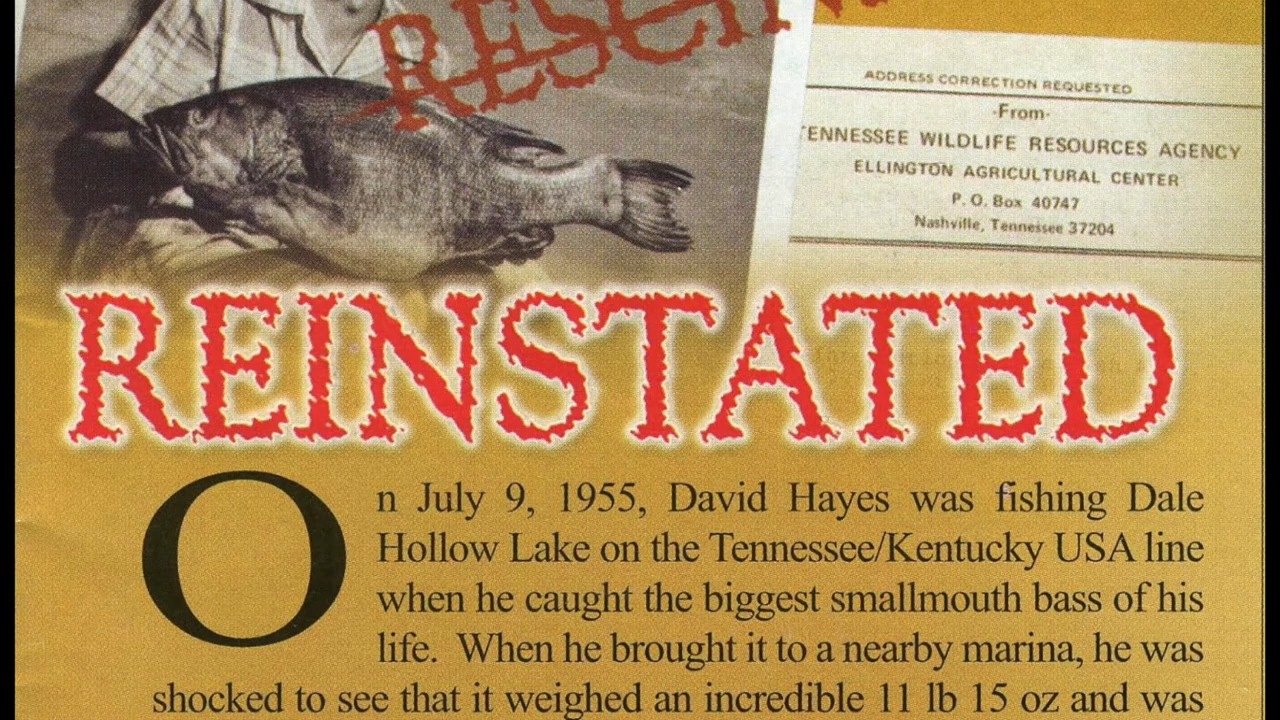 ADDRESS CORRECTION REQUESTED
-From-
TENNESSEE WILDLIFE RESOURCES AGENCY
ELLINGTON AGRICULTURAL CENTER
P. O. Box 40747
Nashville, Tennessee 37204
REINSTATED
On July 9, 1955, David Hayes was fishing Dale
Hollow Lake on the Tennessee/Kentucky USA line
when he caught the biggest smallmouth bass of his
life. When he brought it to a nearby marina, he was
shocked to see that it weighed an incredible 11 lb 15 oz and was